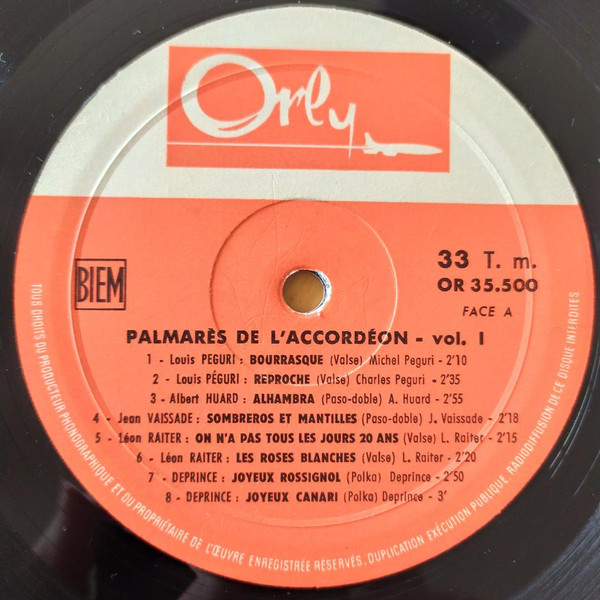 Orly
BIEM
33 T. m.
OR 35.500
FACE A
PALMARÈS DE L'ACCORDÉON - vol. I
1 - Louis PEGURI : BOURRASQUE (Valse) Michel Peguri - 2'10
2 - Louis PÉGURI : REPROCHE (Valse) Charles Peguri - 2'35
3 - Albert HUARD : ALHAMBRA (Paso-doble) A. Huard - 2'55
4 - Jean VAISSADE : SOMBREROS ET MANTILLES (Paso-doble) J. Vaissade - 2'18
5 - Léon RAITER : ON N'A PAS TOUS LES JOURS 20 ANS (Valse) L. Raiter - 2'15
6 - Léon RAITER : LES ROSES BLANCHES (Valse) L. Raiter - 2'20
7 - DEPRINCE : JOYEUX ROSSIGNOL (Polka) Deprince - 2'50
8 - DEPRINCE : JOYEUX CANARI (Polka) Deprince - 3'
TOUS DROITS DU PRODUCTEUR PHONOGRAPHIQUE ET DU PROPRIÉTAIRE DE L'ŒUVRE ENREGISTRÉE RÉSERVÉS. DUPLICATION EXÉCUTION PUBLIQUE, RADIODIFFUSION DE CE DISQUE INTERDITES